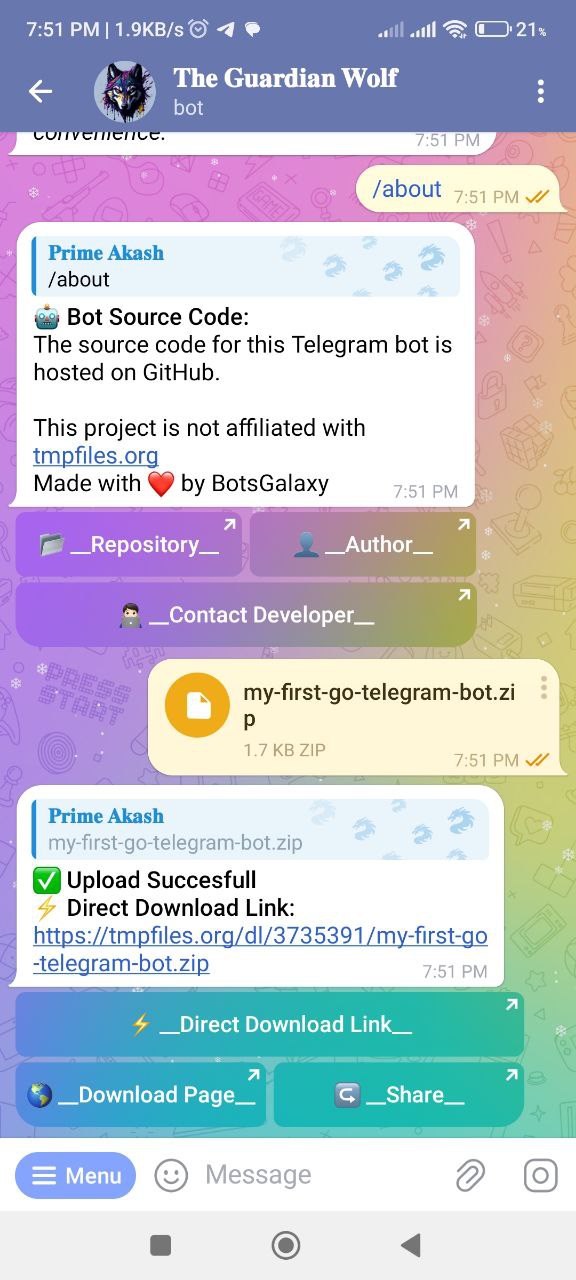 7:51 PM | 1.9KB/s 21%
The Guardian Wolf
bot
convenience.
7:51 PM
/about 7:51 PM
Prime Akash
/about
🤖 Bot Source Code:
The source code for this Telegram bot is
hosted on GitHub.
This project is not affiliated with
tmpfiles.org
Made with ❤️ by BotsGalaxy 7:51 PM
📂 __Repository__
👤 __Author__
👨🏻‍💻 __Contact Developer__
PRESS
START
GAME
my-first-go-telegram-bot.zi
p
1.7 KB ZIP 7:51 PM
Prime Akash
my-first-go-telegram-bot.zip
✅ Upload Succesfull
⚡ Direct Download Link:
https://tmpfiles.org/dl/3735391/my-first-go
-telegram-bot.zip 7:51 PM
⚡ __Direct Download Link__
🌎 __Download Page__
↪️ __Share__
Menu
Message